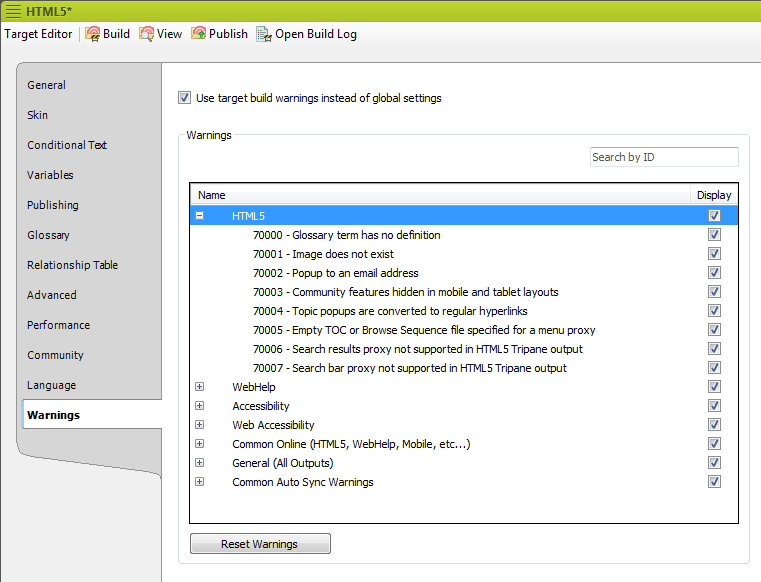 HTML5*
Target Editor Build View Publish Open Build Log
General
Skin
Conditional Text
Variables
Publishing
Glossary
Relationship Table
Advanced
Performance
Community
Language
Warnings
Use target build warnings instead of global settings
Warnings
Search by ID
Name Display
HTML5
70000 - Glossary term has no definition
70001 - Image does not exist
70002 - Popup to an email address
70003 - Community features hidden in mobile and tablet layouts
70004 - Topic popups are converted to regular hyperlinks
70005 - Empty TOC or Browse Sequence file specified for a menu proxy
70006 - Search results proxy not supported in HTML5 Tripane output
70007 - Search bar proxy not supported in HTML5 Tripane output
WebHelp
Accessibility
Web Accessibility
Common Online (HTML5, WebHelp, Mobile, etc...)
General (All Outputs)
Common Auto Sync Warnings
Reset Warnings